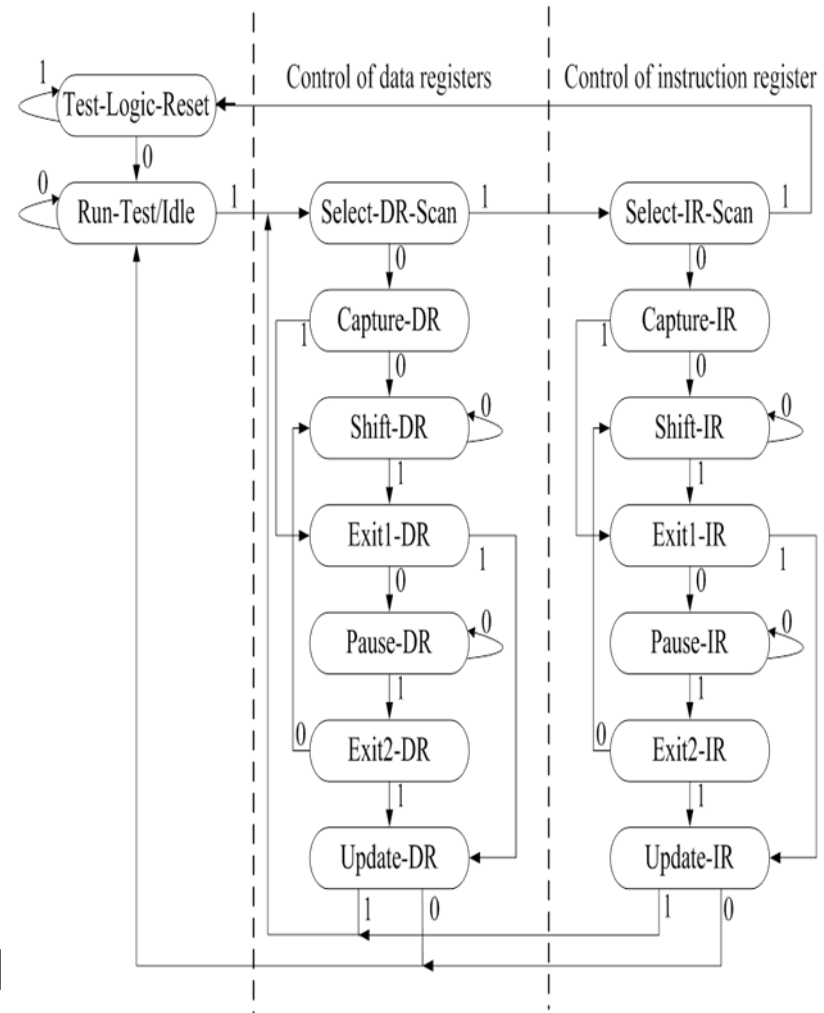 Control of data registers
Control of instruction register
1
Test-Logic-Reset
0
0
Run-Test/Idle
1
Select-DR-Scan
1
Select-IR-Scan
1
0
0
Capture-DR
Capture-IR
1
1
0
0
Shift-DR
0
Shift-IR
0
1
1
Exit1-DR
1
Exit1-IR
1
0
0
Pause-DR
0
Pause-IR
0
1
1
0
Exit2-DR
0
Exit2-IR
1
1
Update-DR
Update-IR
1
0
1
0